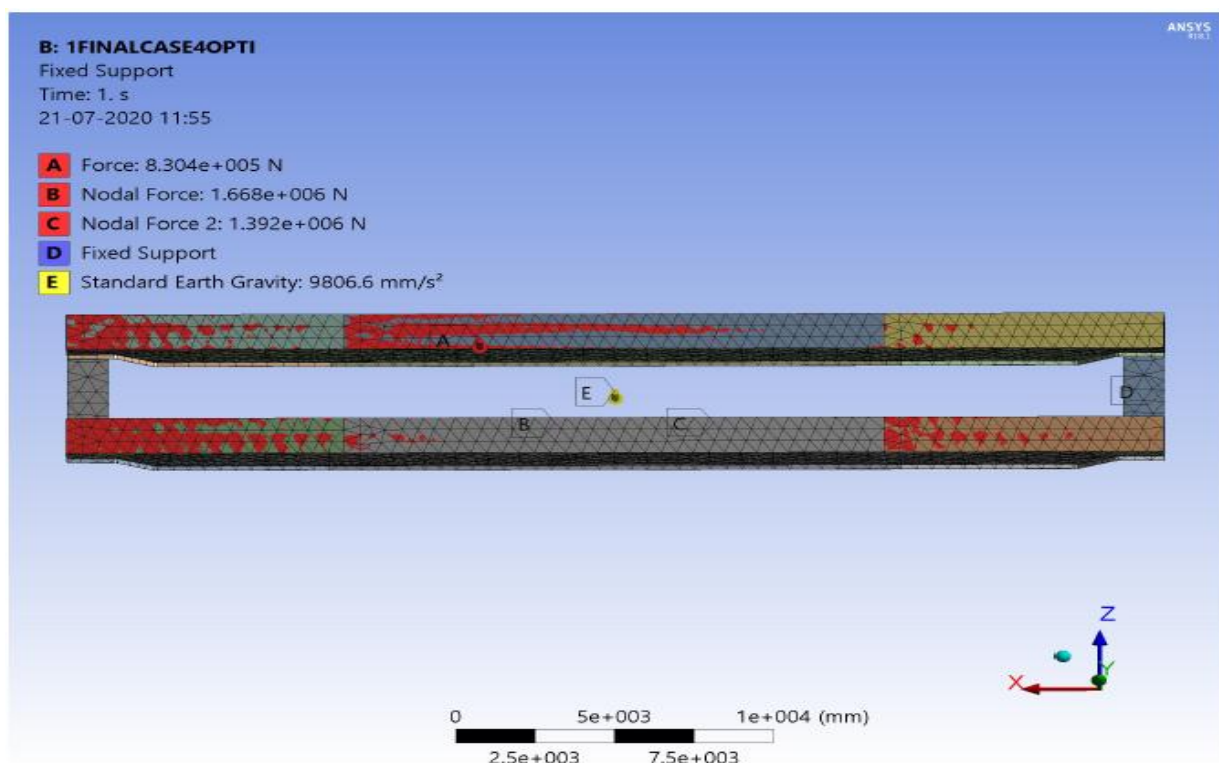 ANSYS
B: 1FINALCASE4OPTI
Fixed Support
Time: 1. s
21-07-2020 11:55
A Force: 8.304e+005 N
B Nodal Force: 1.668e+006 N
C Nodal Force 2: 1.392e+006 N
D Fixed Support
E Standard Earth Gravity: 9806.6 mm/s²
A
E
D
B
C
Z
X
Y
0 5e+003 1e+004 (mm)
2.5e+003 7.5e+003